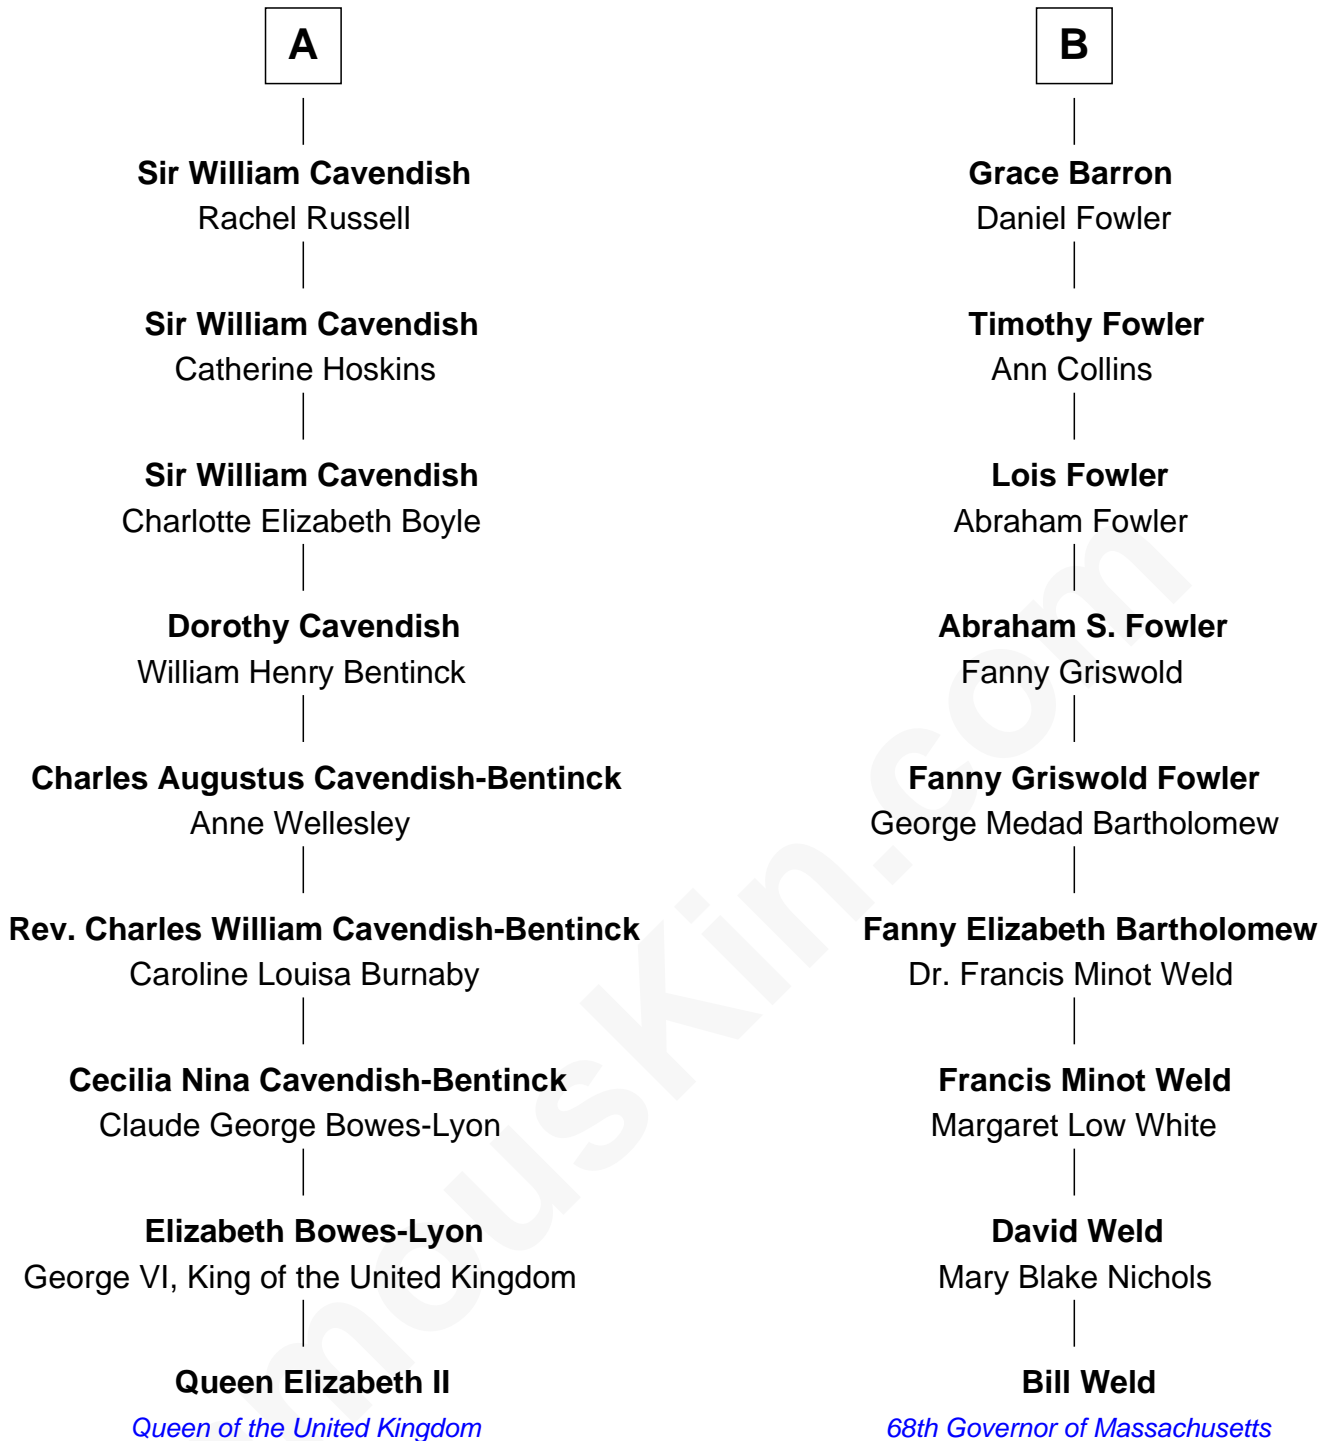 A
Sir William Cavendish
Rachel Russell
Sir William Cavendish
Catherine Hoskins
Sir William Cavendish
Charlotte Elizabeth Boyle
Dorothy Cavendish
William Henry Bentinck
Charles Augustus Cavendish-Bentinck
Anne Wellesley
Rev. Charles William Cavendish-Bentinck
Caroline Louisa Burnaby
Cecilia Nina Cavendish-Bentinck
Claude George Bowes-Lyon
Elizabeth Bowes-Lyon
George VI, King of the United Kingdom
Queen Elizabeth II
Queen of the United Kingdom
B
Grace Barron
Daniel Fowler
Timothy Fowler
Ann Collins
Lois Fowler
Abraham Fowler
Abraham S. Fowler
Fanny Griswold
Fanny Griswold Fowler
George Medad Bartholomew
Fanny Elizabeth Bartholomew
Dr. Francis Minot Weld
Francis Minot Weld
Margaret Low White
David Weld
Mary Blake Nichols
Bill Weld
68th Governor of Massachusetts
mousKin.com